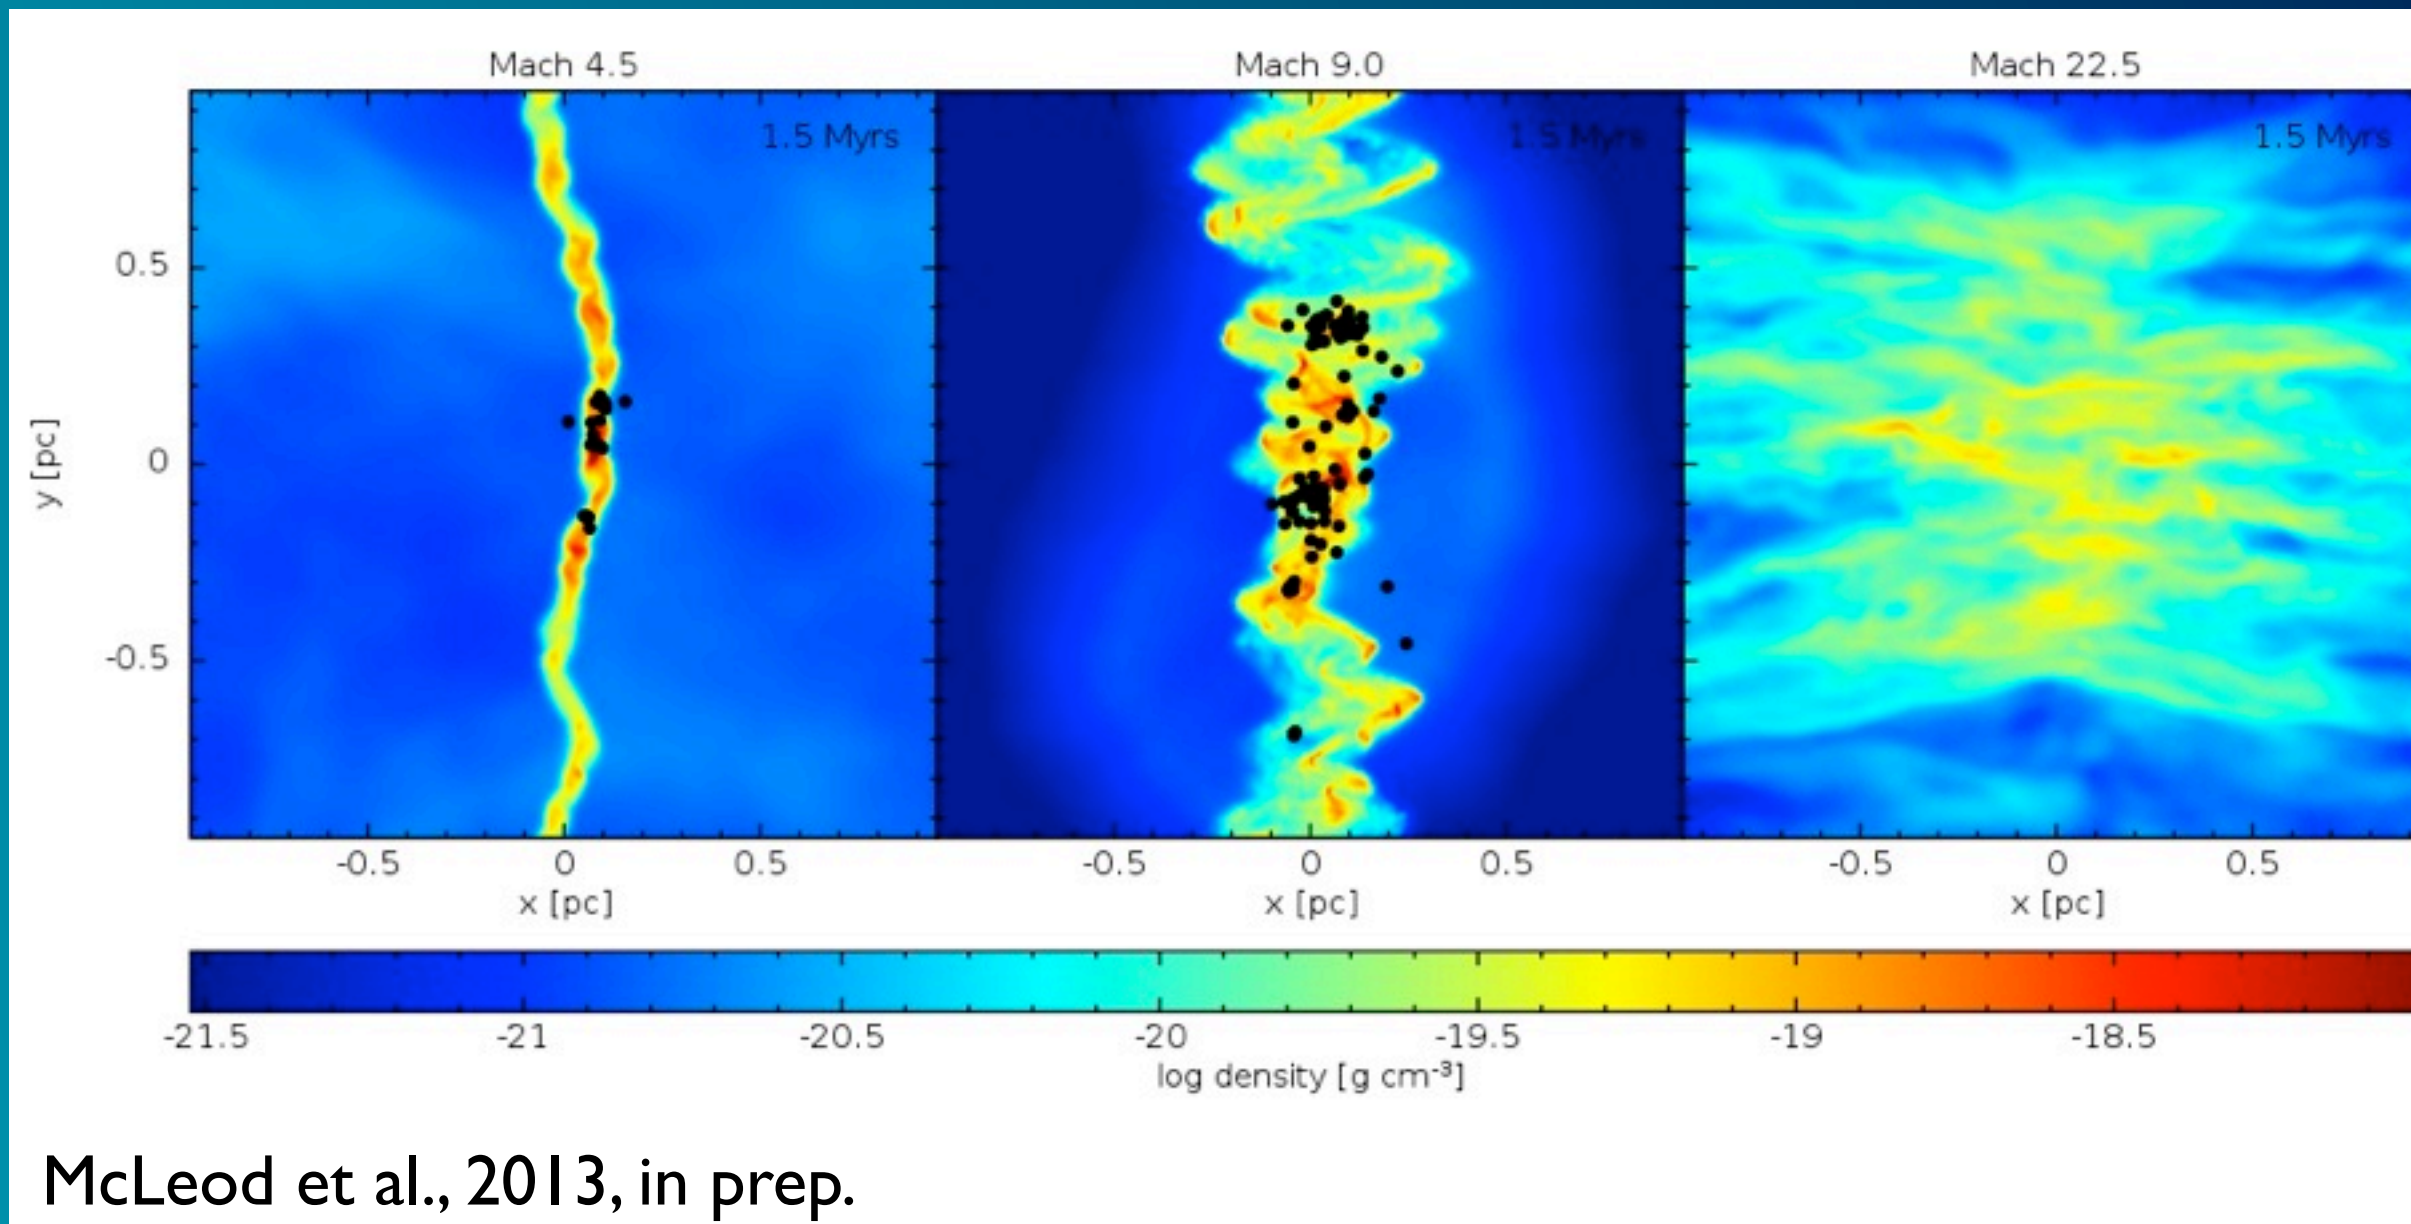 Mach 4.5 Mach 9.0 Mach 22.5
1.5 Myrs 1.5 Myrs 1.5 Myrs
0.5
0
-0.5
y [pc]
-0.5 0 0.5 -0.5 0 0.5 -0.5 0 0.5
x [pc] x [pc] x [pc]
-21.5 -21 -20.5 -20 -19.5 -19 -18.5
log density [g cm⁻³]
McLeod et al., 2013, in prep.